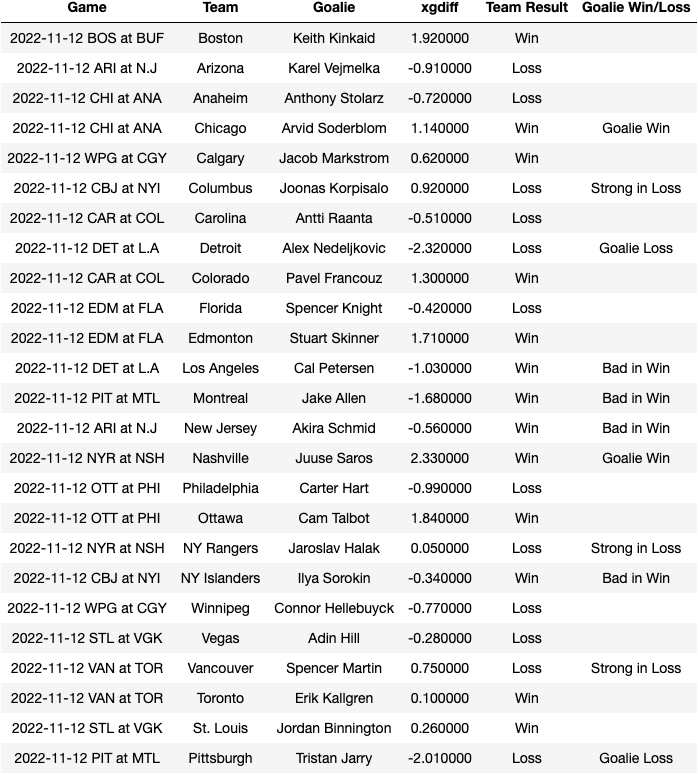 Game Team Goalie xgdiff Team Result Goalie Win/Loss
2022-11-12 BOS at BUF Boston Keith Kinkaid 1.920000 Win
2022-11-12 ARI at N.J Arizona Karel Vejmelka -0.910000 Loss
2022-11-12 CHI at ANA Anaheim Anthony Stolarz -0.720000 Loss
2022-11-12 CHI at ANA Chicago Arvid Soderblom 1.140000 Win Goalie Win
2022-11-12 WPG at CGY Calgary Jacob Markstrom 0.620000 Win
2022-11-12 CBJ at NYI Columbus Joonas Korpisalo 0.920000 Loss Strong in Loss
2022-11-12 CAR at COL Carolina Antti Raanta -0.510000 Loss
2022-11-12 DET at L.A Detroit Alex Nedeljkovic -2.320000 Loss Goalie Loss
2022-11-12 CAR at COL Colorado Pavel Francouz 1.300000 Win
2022-11-12 EDM at FLA Florida Spencer Knight -0.420000 Loss
2022-11-12 EDM at FLA Edmonton Stuart Skinner 1.710000 Win
2022-11-12 DET at L.A Los Angeles Cal Petersen -1.030000 Win Bad in Win
2022-11-12 PIT at MTL Montreal Jake Allen -1.680000 Win Bad in Win
2022-11-12 ARI at N.J New Jersey Akira Schmid -0.560000 Win Bad in Win
2022-11-12 NYR at NSH Nashville Juuse Saros 2.330000 Win Goalie Win
2022-11-12 OTT at PHI Philadelphia Carter Hart -0.990000 Loss
2022-11-12 OTT at PHI Ottawa Cam Talbot 1.840000 Win
2022-11-12 NYR at NSH NY Rangers Jaroslav Halak 0.050000 Loss Strong in Loss
2022-11-12 CBJ at NYI NY Islanders Ilya Sorokin -0.340000 Win Bad in Win
2022-11-12 WPG at CGY Winnipeg Connor Hellebuyck -0.770000 Loss
2022-11-12 STL at VGK Vegas Adin Hill -0.280000 Loss
2022-11-12 VAN at TOR Vancouver Spencer Martin 0.750000 Loss Strong in Loss
2022-11-12 VAN at TOR Toronto Erik Kallgren 0.100000 Win
2022-11-12 STL at VGK St. Louis Jordan Binnington 0.260000 Win
2022-11-12 PIT at MTL Pittsburgh Tristan Jarry -2.010000 Loss Goalie Loss